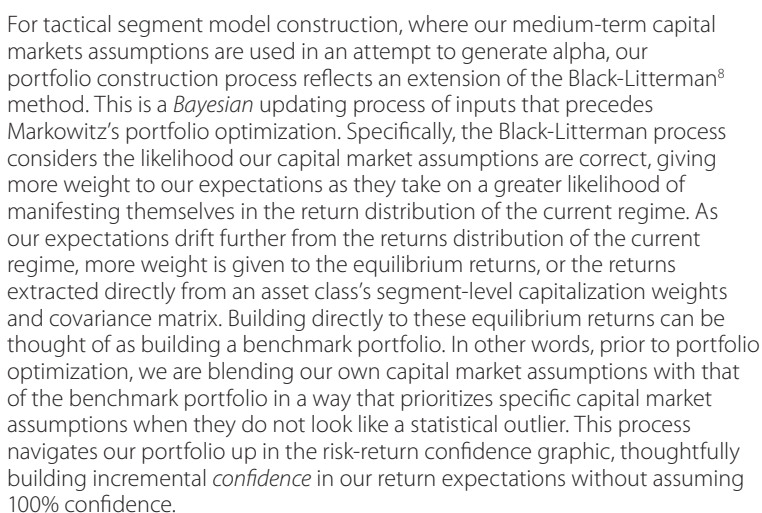 For tactical segment model construction, where our medium-term capital
markets assumptions are used in an attempt to generate alpha, our
portfolio construction process reflects an extension of the Black-Litterman⁸
method. This is a Bayesian updating process of inputs that precedes
Markowitz’s portfolio optimization. Specifically, the Black-Litterman process
considers the likelihood our capital market assumptions are correct, giving
more weight to our expectations as they take on a greater likelihood of
manifesting themselves in the return distribution of the current regime. As
our expectations drift further from the returns distribution of the current
regime, more weight is given to the equilibrium returns, or the returns
extracted directly from an asset class’s segment-level capitalization weights
and covariance matrix. Building directly to these equilibrium returns can be
thought of as building a benchmark portfolio. In other words, prior to portfolio
optimization, we are blending our own capital market assumptions with that
of the benchmark portfolio in a way that prioritizes specific capital market
assumptions when they do not look like a statistical outlier. This process
navigates our portfolio up in the risk-return confidence graphic, thoughtfully
building incremental confidence in our return expectations without assuming
100% confidence.